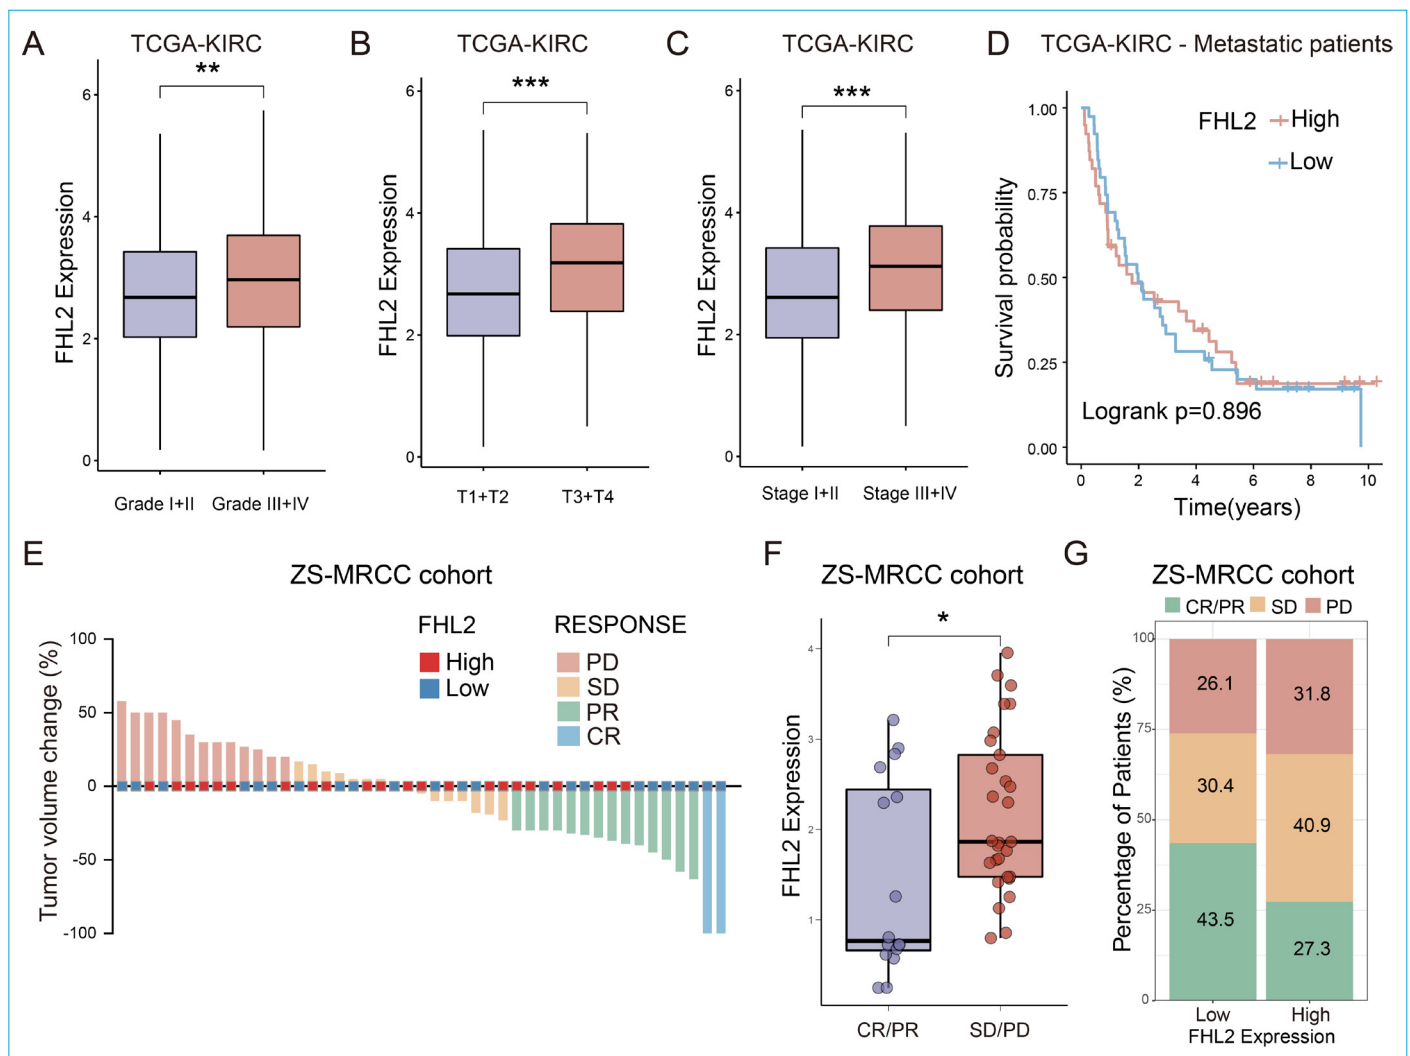 A
TCGA-KIRC
**
FHL2 Expression
6
4
2
0
Grade I+II
Grade III+IV
B
TCGA-KIRC
***
FHL2 Expression
6
4
2
0
T1+T2
T3+T4
C
TCGA-KIRC
***
FHL2 Expression
6
4
2
0
Stage I+II
Stage III+IV
D
TCGA-KIRC - Metastatic patients
FHL2
High
Low
Survival probability
1.00
0.75
0.50
0.25
0.00
Logrank p=0.896
0 2 4 6 8 10
Time(years)
E
ZS-MRCC cohort
FHL2
High
Low
RESPONSE
PD
SD
PR
CR
Tumor volume change (%)
100
50
0
-50
-100
F
ZS-MRCC cohort
*
FHL2 Expression
4
3
2
1
CR/PR
SD/PD
G
ZS-MRCC cohort
CR/PR SD PD
Percentage of Patients (%)
100
75
50
25
0
26.1
30.4
43.5
31.8
40.9
27.3
Low
High
FHL2 Expression